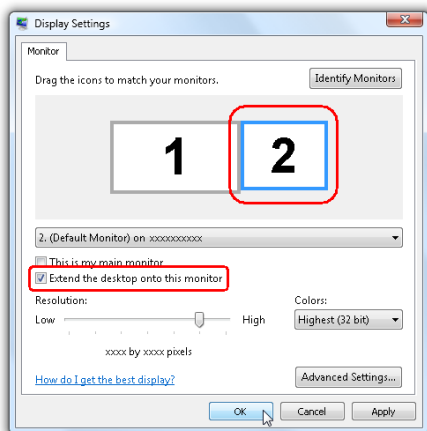 Display Settings
Monitor
Drag the icons to match your monitors.
Identify Monitors
1
2
2. (Default Monitor) on xxxxxxxxxx
This is my main monitor
Extend the desktop onto this monitor
Resolution:
Colors:
Low
High
Highest (32 bit)
xxxx by xxxx pixels
How do I get the best display?
Advanced Settings...
OK
Cancel
Apply